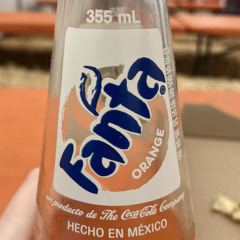 355 mL
Fanta®
ORANGE
un producto de The Coca-Cola Company
HECHO EN MÉXICO